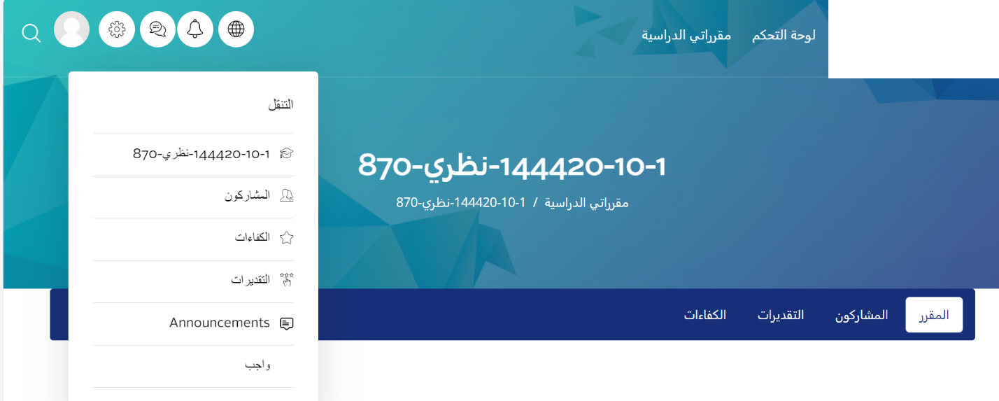 لوحة التحكم
مقرراتي الدراسية
التنقل
1-10-144420-نظري-870
المشاركون
الكفاءات
التقديرات
Announcements
واجب
1-10-144420-نظري-870
مقرراتي الدراسية / 1-10-144420-نظري-870
المقرر
المشاركون
التقديرات
الكفاءات